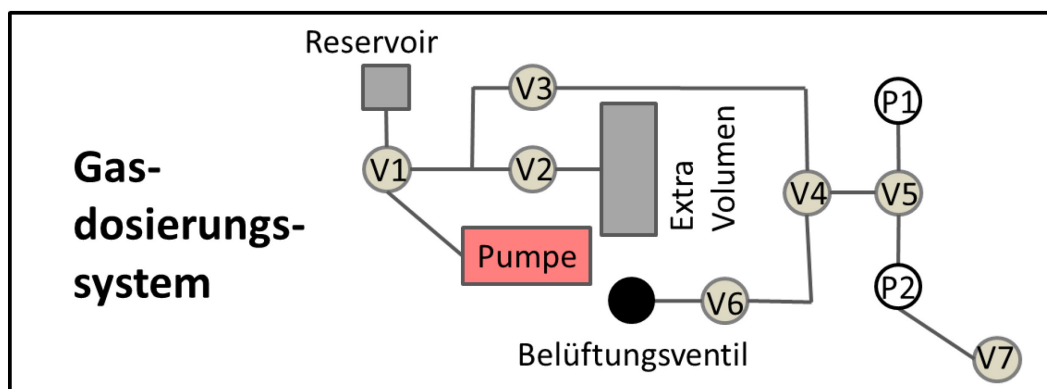 Reservoir
V3
P1
Gas-
dosierungs-
system
V1
V2
Extra
Volumen
V4
V5
Pumpe
P2
V6
Belüftungsventil
V7